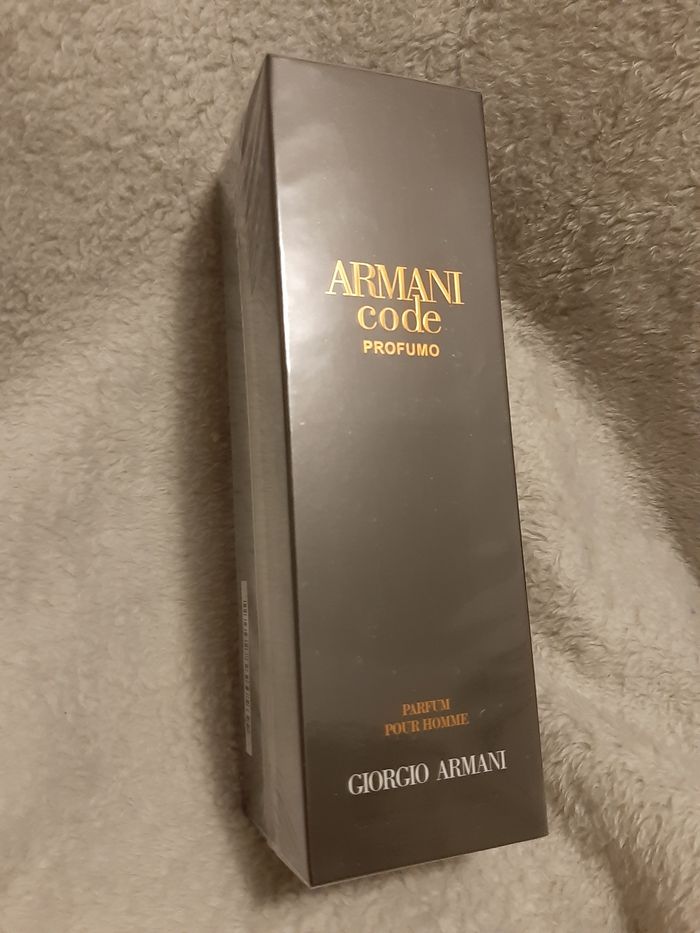 ARMANI
code
PROFUMO
PARFUM
POUR HOMME
GIORGIO ARMANI